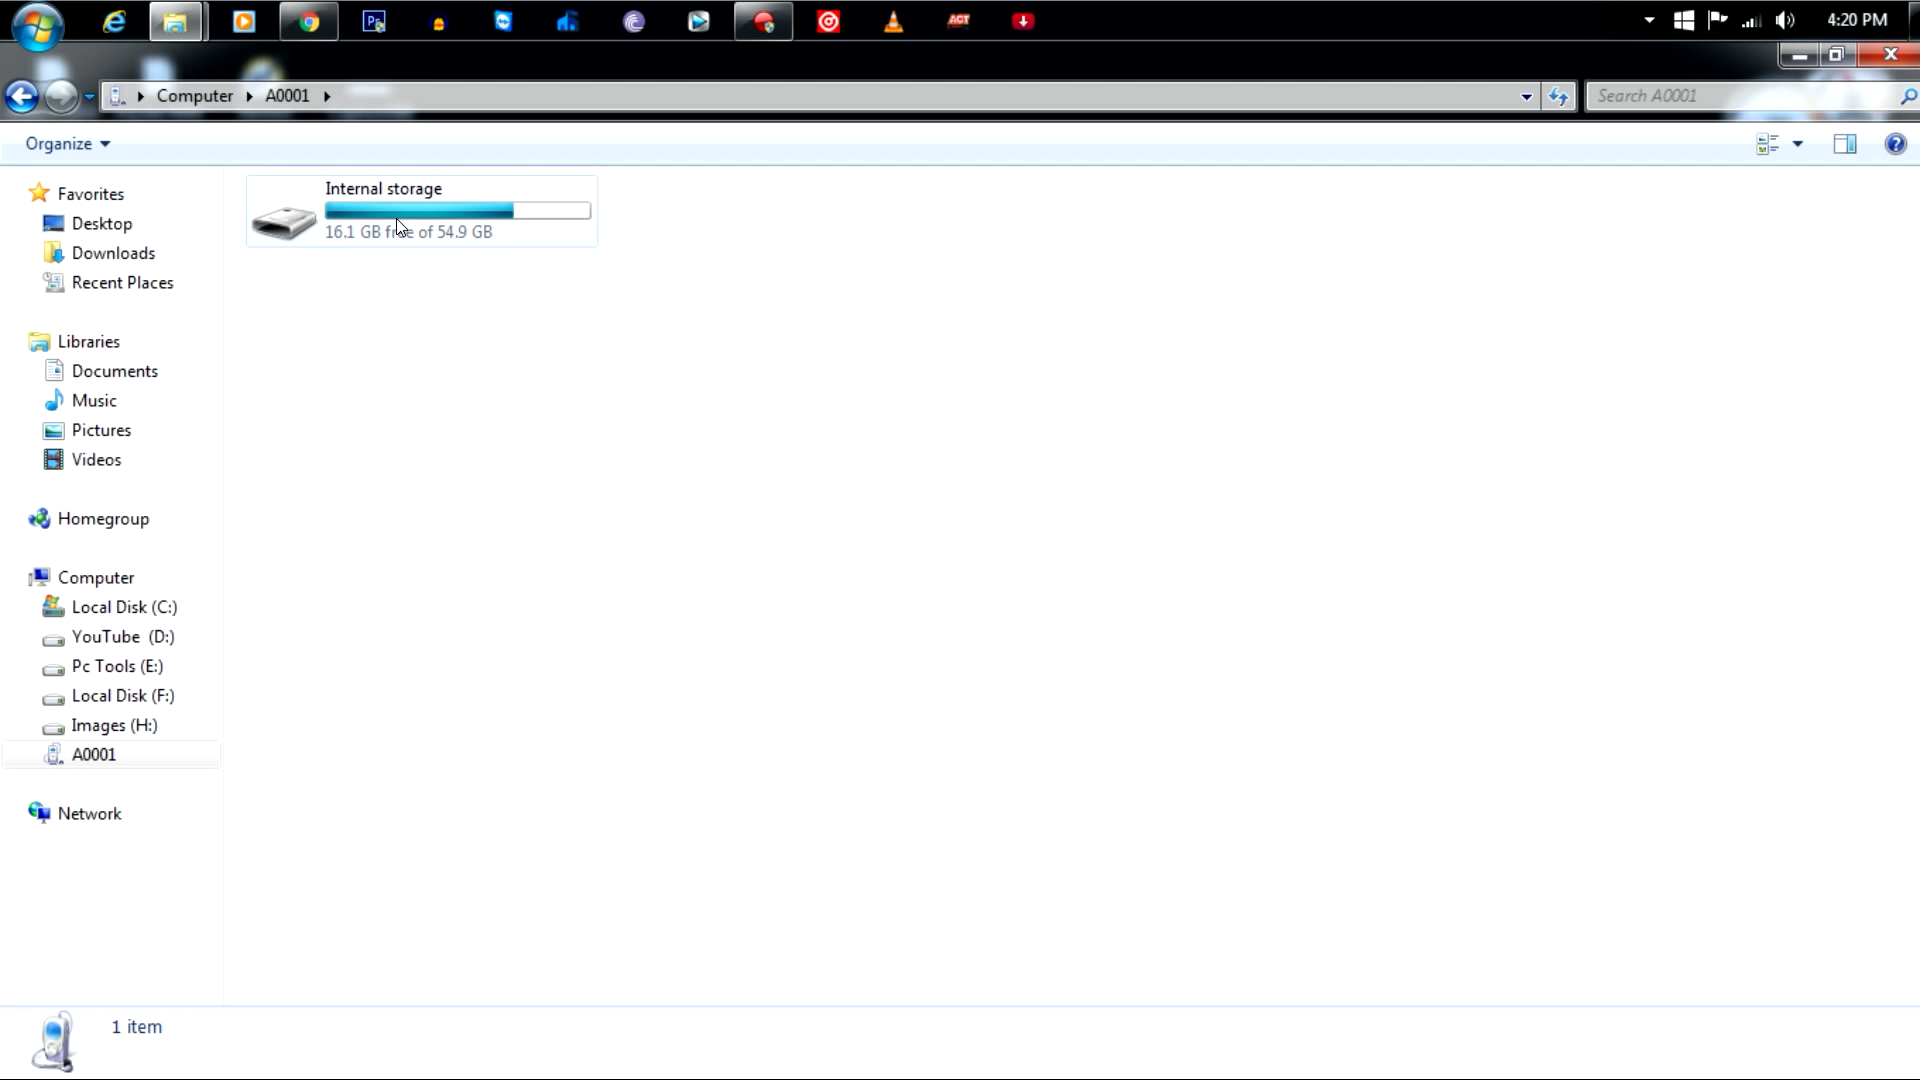 4:20 PM
Computer
A0001
Search A0001
Organize
Favorites
Desktop
Downloads
Recent Places
Libraries
Documents
Music
Pictures
Videos
Homegroup
Computer
Local Disk (C:)
YouTube (D:)
Pc Tools (E:)
Local Disk (F:)
Images (H:)
A0001
Network
Internal storage
16.1 GB free of 54.9 GB
1 item
Ps
ACT